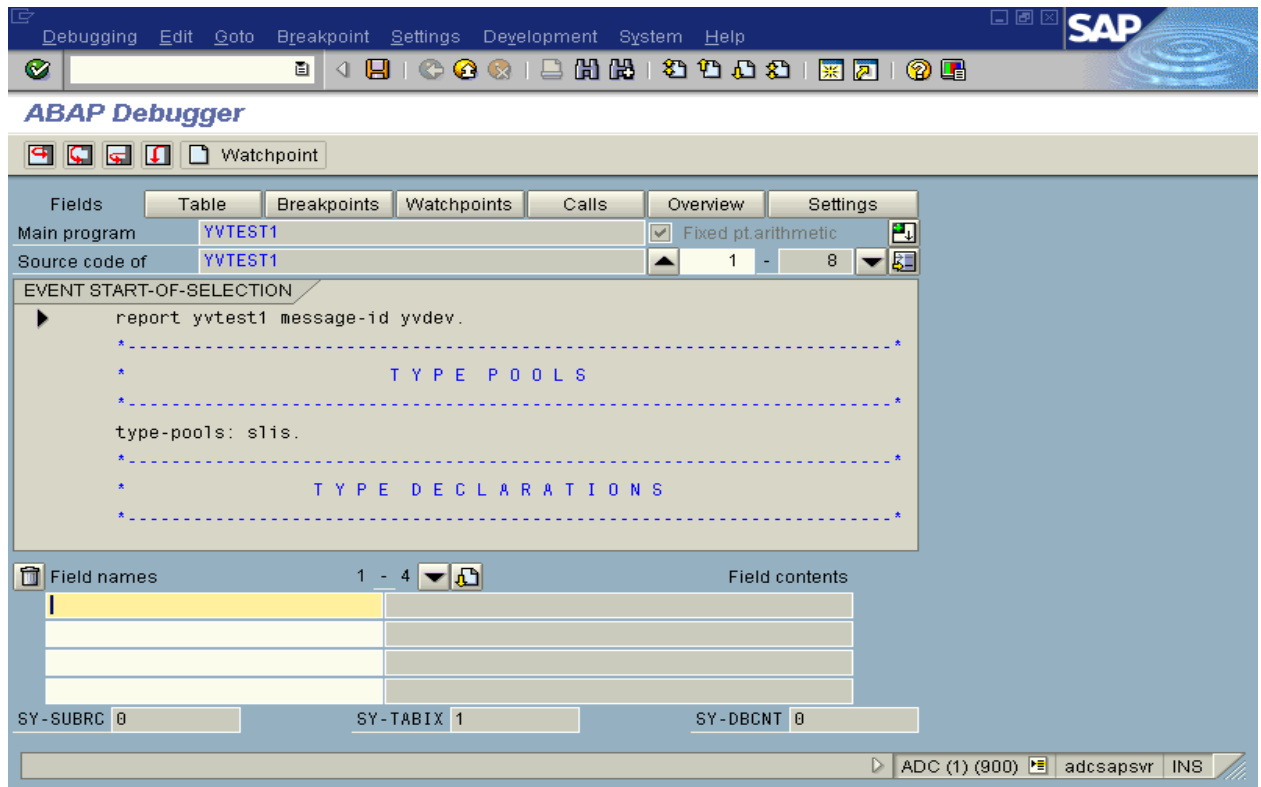 Debugging Edit Goto Breakpoint Settings Development System Help
SAP
ABAP Debugger
Watchpoint
Fields Table Breakpoints Watchpoints Calls Overview Settings
Main program YVTEST1 Fixed pt.arithmetic
Source code of YVTEST1 1 - 8
EVENT START-OF-SELECTION
report yvtest1 message-id yvdev.
*----------------------------------------------------------------------*
* T Y P E P O O L S
*----------------------------------------------------------------------*
type-pools: slis.
*----------------------------------------------------------------------*
* T Y P E D E C L A R A T I O N S
*----------------------------------------------------------------------*
Field names 1 - 4 Field contents
SY-SUBRC 0 SY-TABIX 1 SY-DBCNT 0
ADC (1) (900) adcsapsvr INS